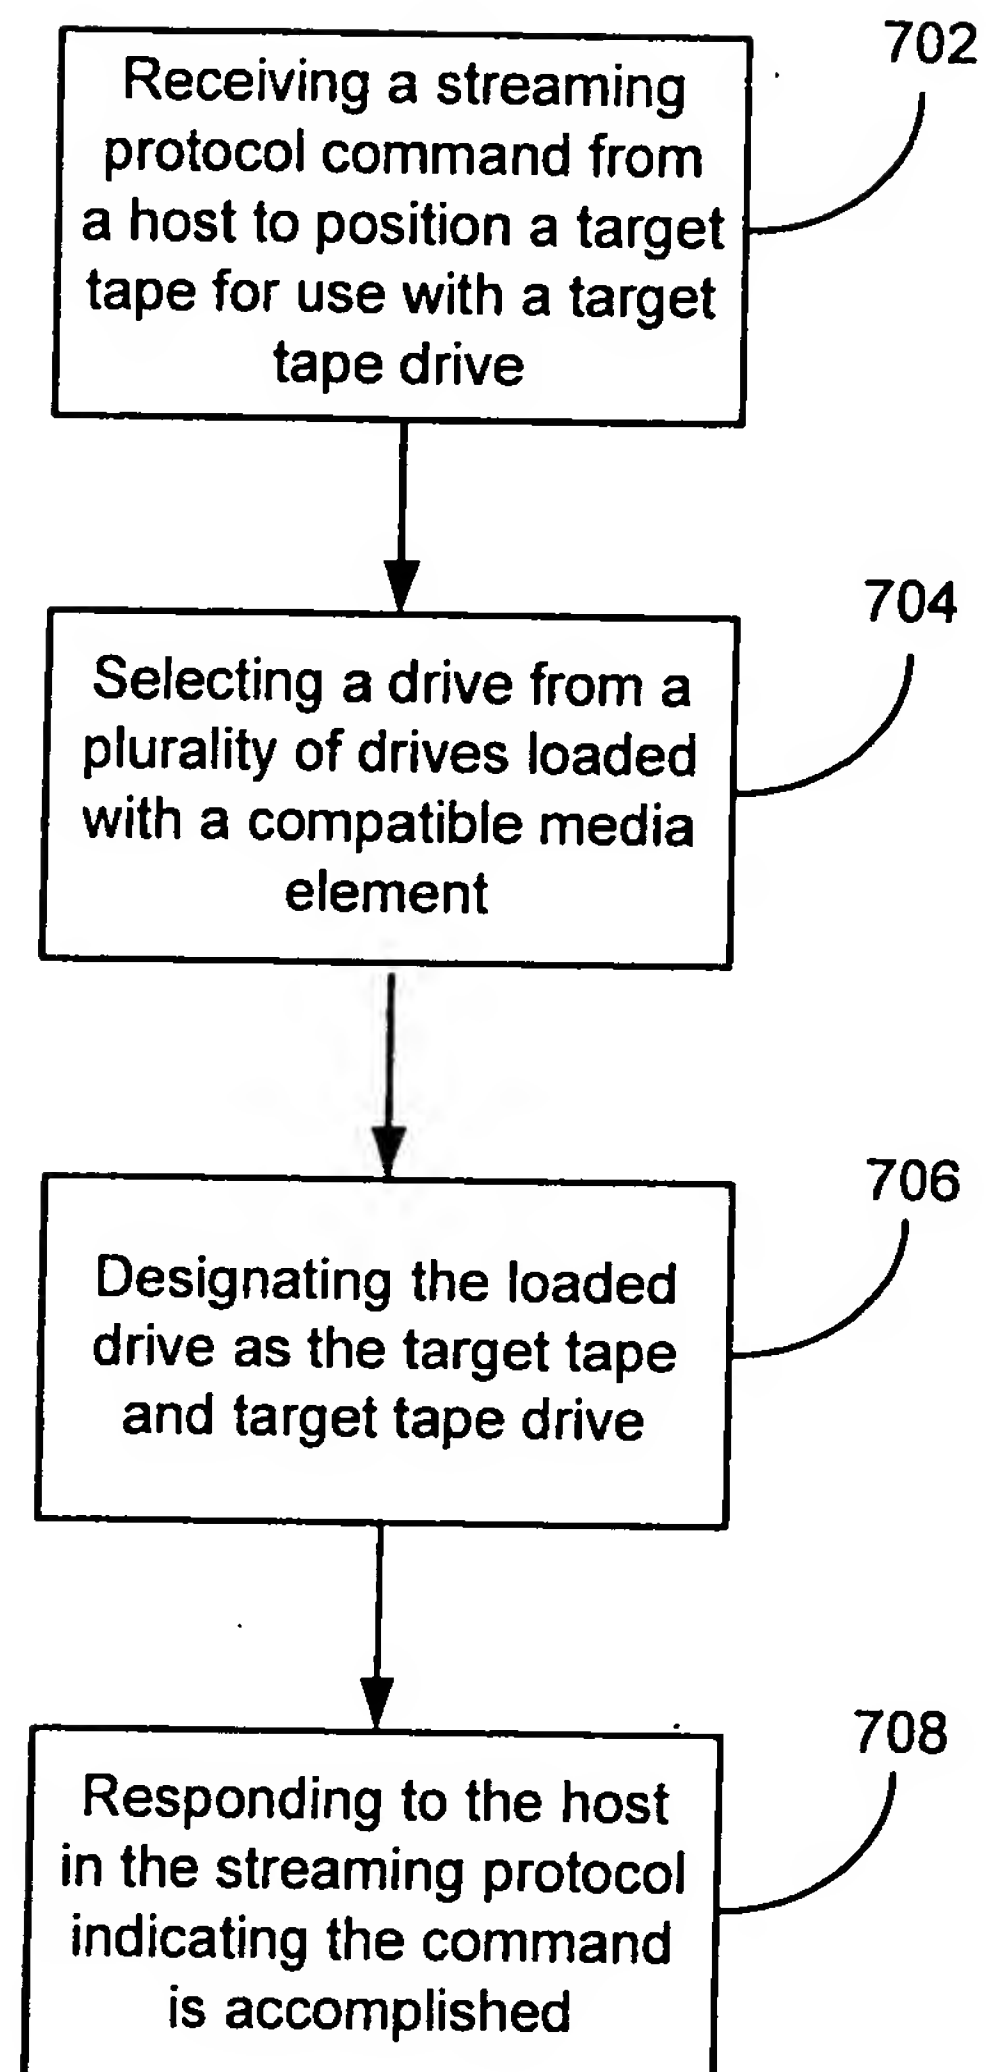 702
Receiving a streaming
protocol command from
a host to position a target
tape for use with a target
tape drive
704
Selecting a drive from a
plurality of drives loaded
with a compatible media
element
706
Designating the loaded
drive as the target tape
and target tape drive
708
Responding to the host
in the streaming protocol
indicating the command
is accomplished